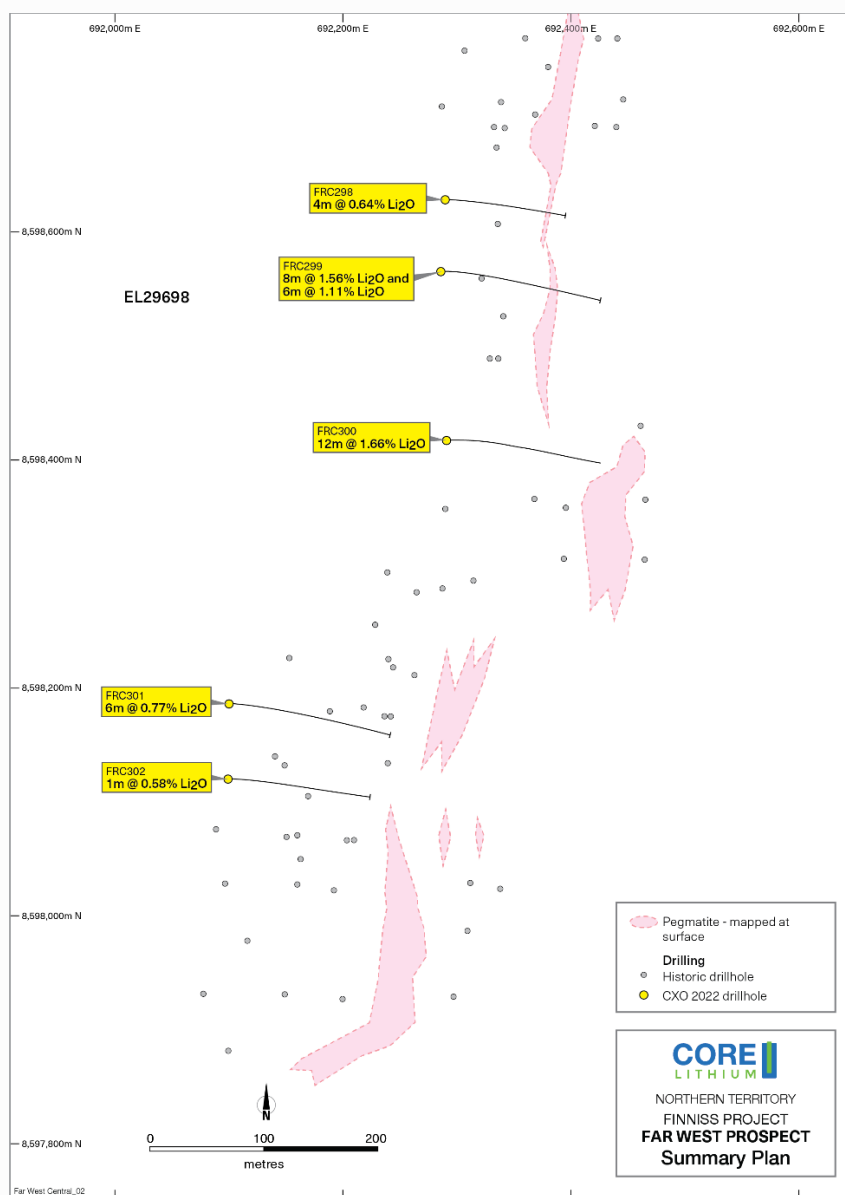 692,000m E
692,200m E
692,400m E
692,600m E
FRC298
4m @ 0.64% Li2O
8,598,600m N
FRC299
8m @ 1.56% Li2O and
6m @ 1.11% Li2O
EL29698
FRC300
12m @ 1.66% Li2O
8,598,400m N
8,598,200m N
FRC301
6m @ 0.77% Li2O
FRC302
1m @ 0.58% Li2O
8,598,000m N
Pegmatite - mapped at
surface
Drilling
Historic drillhole
CXO 2022 drillhole
CORE
LITHIUM
NORTHERN TERRITORY
FINNISS PROJECT
FAR WEST PROSPECT
Summary Plan
N
0 100 200
metres
8,597,800m N
Far West Central_02